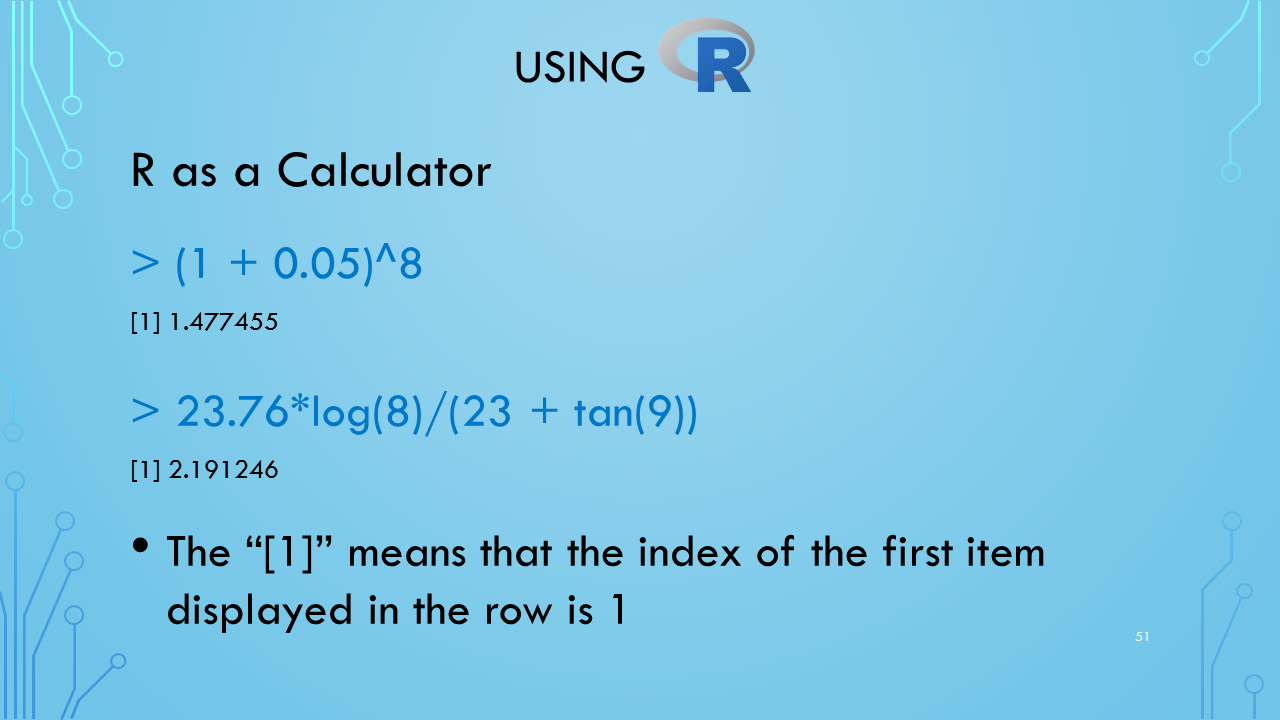 USING R
R as a Calculator
> (1 + 0.05)^8
[1] 1.477455
> 23.76*log(8)/(23 + tan(9))
[1] 2.191246
• The “[1]” means that the index of the first item
displayed in the row is 1
51